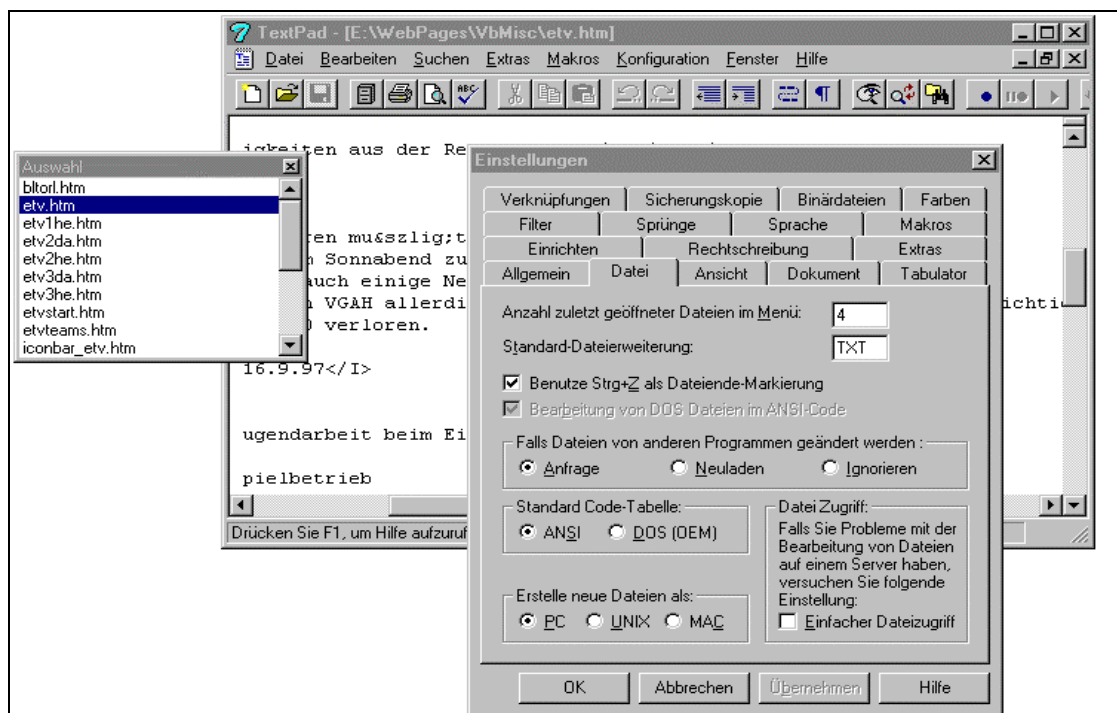 TextPad - [E:\WebPages\VbMisc\etv.htm]
Datei Bearbeiten Suchen Extras Makros Konfiguration Fenster Hilfe
ABC
igkeiten aus der Re
ren mu&szlig;t
Sonnabend zu
auch einige Ne
VGAH allerdi
ichti
verloren.
16.9.97</I>
ugendarbeit beim Ei
pielbetrieb
Drücken Sie F1, um Hilfe aufzuruf
Auswahl
bltorl.htm
etv.htm
etv1he.htm
etv2da.htm
etv2he.htm
etv3da.htm
etv3he.htm
etvstart.htm
etvteams.htm
iconbar_etv.htm
Einstellungen
Verknüpfungen Sicherungskopie Binärdateien Farben
Filter Sprünge Sprache Makros
Einrichten Rechtschreibung Extras
Allgemein Datei Ansicht Dokument Tabulator
Anzahl zuletzt geöffneter Dateien im Menü: 4
Standard-Dateierweiterung: TXT
Benutze Strg+Z als Dateiende-Markierung
Bearbeitung von DOS Dateien im ANSI-Code
Falls Dateien von anderen Programmen geändert werden :
Anfrage Neuladen Ignorieren
Standard Code-Tabelle:
ANSI DOS (OEM)
Erstelle neue Dateien als:
PC UNIX MAC
Datei Zugriff:
Falls Sie Probleme mit der
Bearbeitung von Dateien
auf einem Server haben,
versuchen Sie folgende
Einstellung:
Einfacher Dateizugriff
OK Abbrechen Übernehmen Hilfe